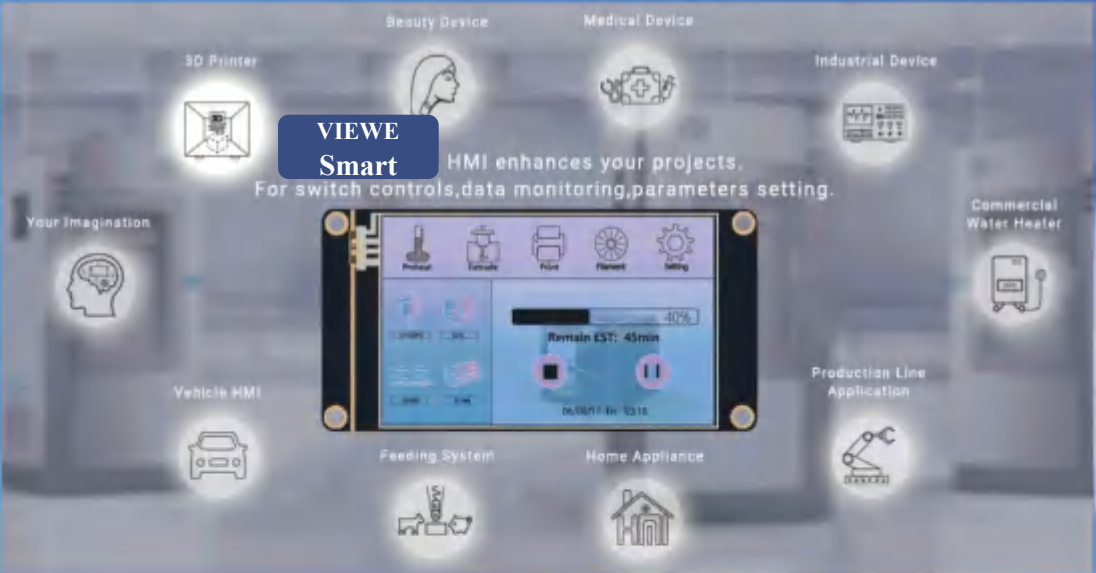 Beauty Device
Medical Device
3D Printer
Industrial Device
VIEWE
Smart
HMI enhances your projects.
For switch controls,data monitoring,parameters setting.
Your Imagination
Commercial
Water Heater
Preheat
Extrude
Print
Filament
Setting
40%
Remain EST: 45min
Vehicle HMI
Production Line
Application
Feeding System
Home Appliance